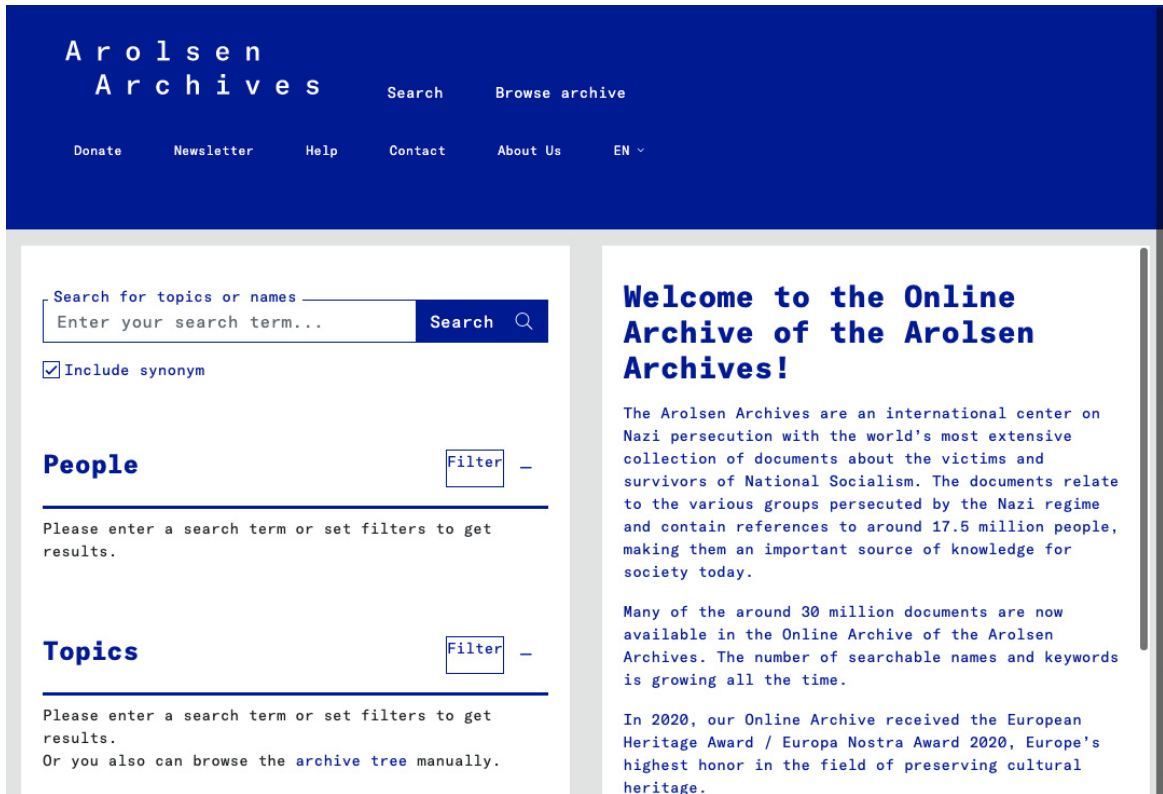 Arolsen
Archives
Search
Browse archive
Donate
Newsletter
Help
Contact
About Us
EN
Search for topics or names
Enter your search term...
Search
Include synonym
People
Filter
Please enter a search term or set filters to get
results.
Topics
Filter
Please enter a search term or set filters to get
results.
Or you also can browse the archive tree manually.
Welcome to the Online
Archive of the Arolsen
Archives!
The Arolsen Archives are an international center on
Nazi persecution with the world's most extensive
collection of documents about the victims and
survivors of National Socialism. The documents relate
to the various groups persecuted by the Nazi regime
and contain references to around 17.5 million people,
making them an important source of knowledge for
society today.
Many of the around 30 million documents are now
available in the Online Archive of the Arolsen
Archives. The number of searchable names and keywords
is growing all the time.
In 2020, our Online Archive received the European
Heritage Award / Europa Nostra Award 2020, Europe's
highest honor in the field of preserving cultural
heritage.